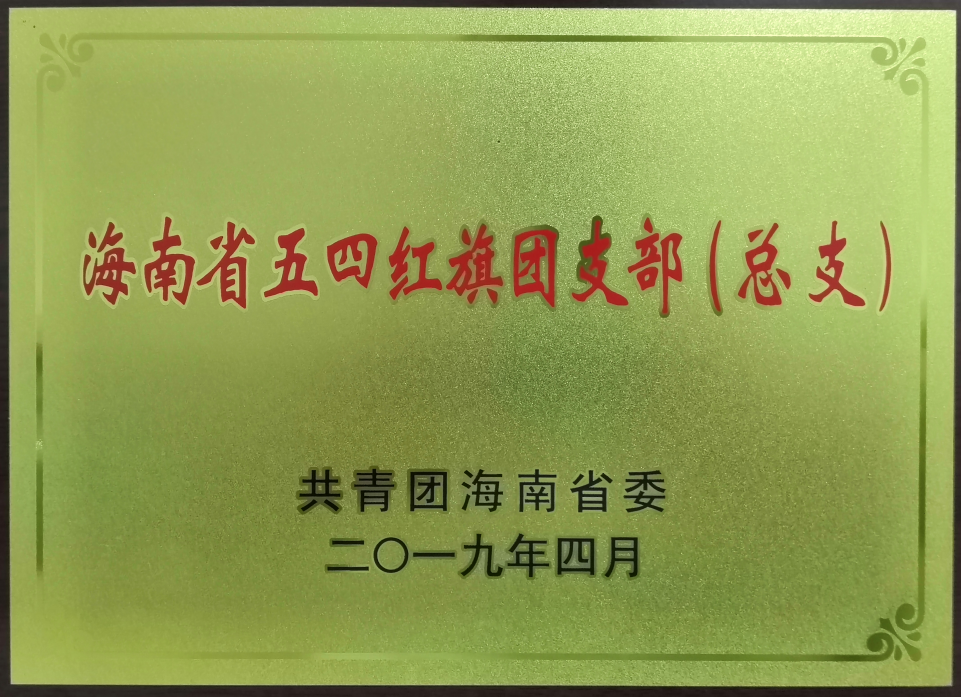 海南省五四红旗团支部(总支)
共青团海南省委
二〇一九年四月